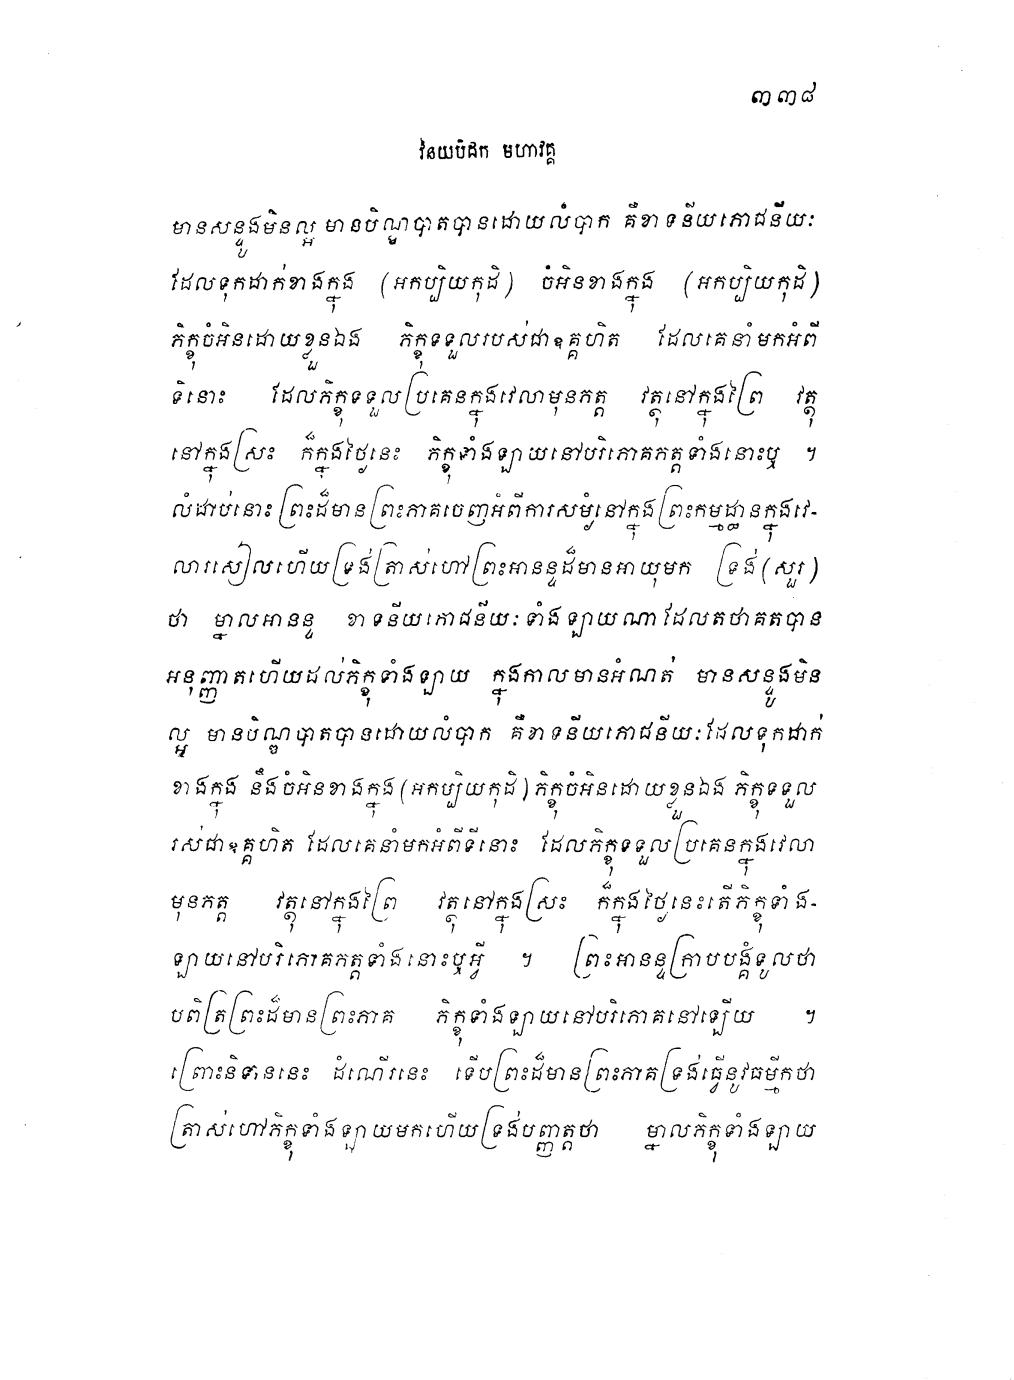 ៣៣៨
វិនយបិដក មហាវគ្គ
មានសន្ទូងមិនល្អ មានបិណ្ឌបាតបានដោយលំបាក គឺខាទនីយភោជនីយៈ
ដែលទុកដាក់ខាងក្នុង (អកប្បិយកុដិ) ចំអិនខាងក្នុង (អកប្បិយកុដិ)
ភិក្ខុចំអិនដោយខ្លួនឯង ភិក្ខុទទួលរបស់ជាឧគ្គហិត ដែលគេនាំមកអំពី
ទីនោះ ដែលភិក្ខុទទួលប្រគេនក្នុងវេលាមុនភត្ត វត្ថុនៅក្នុងព្រៃ វត្ថុ
នៅក្នុងស្រះ ក៏ក្នុងថ្ងៃនេះ ភិក្ខុទាំងឡាយនៅបរិភោគភត្តទាំងនោះឬ ។
លំដាប់នោះ ព្រះដ៏មានព្រះភាគចេញអំពីការសម្ងំនៅក្នុងព្រះកម្មដ្ឋានក្នុងវេ-
លារសៀលហើយទ្រង់ត្រាស់ហៅព្រះអានន្ទដ៏មានអាយុមក ទ្រង់(សួរ)
ថា ម្នាលអានន្ទ ខាទនីយភោជនីយៈទាំងឡាយណាដែលតថាគតបាន
អនុញ្ញាតហើយដល់ភិក្ខុទាំងឡាយ ក្នុងកាលមានអំណត់ មានសន្ទូងមិន
ល្អ មានបិណ្ឌបាតបានដោយលំបាក គឺខាទនីយភោជនីយៈដែលទុកដាក់
ខាងក្នុង នឹងចំអិនខាងក្នុង(អកប្បិយកុដិ)ភិក្ខុចំអិនដោយខ្លួនឯង ភិក្ខុទទួល
រស់ជាឧគ្គហិត ដែលគេនាំមកអំពីទីនោះ ដែលភិក្ខុទទួលប្រគេនក្នុងវេលា
មុនភត្ត វត្ថុនៅក្នុងព្រៃ វត្ថុនៅក្នុងស្រះ ក៏ក្នុងថ្ងៃនេះតើភិក្ខុទាំង-
ឡាយនៅបរិភោគភត្តទាំងនោះឬអ្វី ។ ព្រះអានន្ទក្រាបបង្គំទូលថា
បពិត្រព្រះដ៏មានព្រះភាគ ភិក្ខុទាំងឡាយនៅបរិភោគនៅឡើយ ។
ព្រោះនិទាននេះ ដំណើរនេះ ទើបព្រះដ៏មានព្រះភាគទ្រង់ធ្វើនូវធម្មីកថា
ត្រាស់ហៅភិក្ខុទាំងឡាយមកហើយទ្រង់បញ្ញាត្តថា ម្នាលភិក្ខុទាំងឡាយ